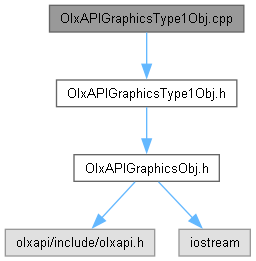 OlxAPIGraphicsType1Obj.cpp
OlxAPIGraphicsType1Obj.h
OlxAPIGraphicsObj.h
olxapi/include/olxapi.h
iostream